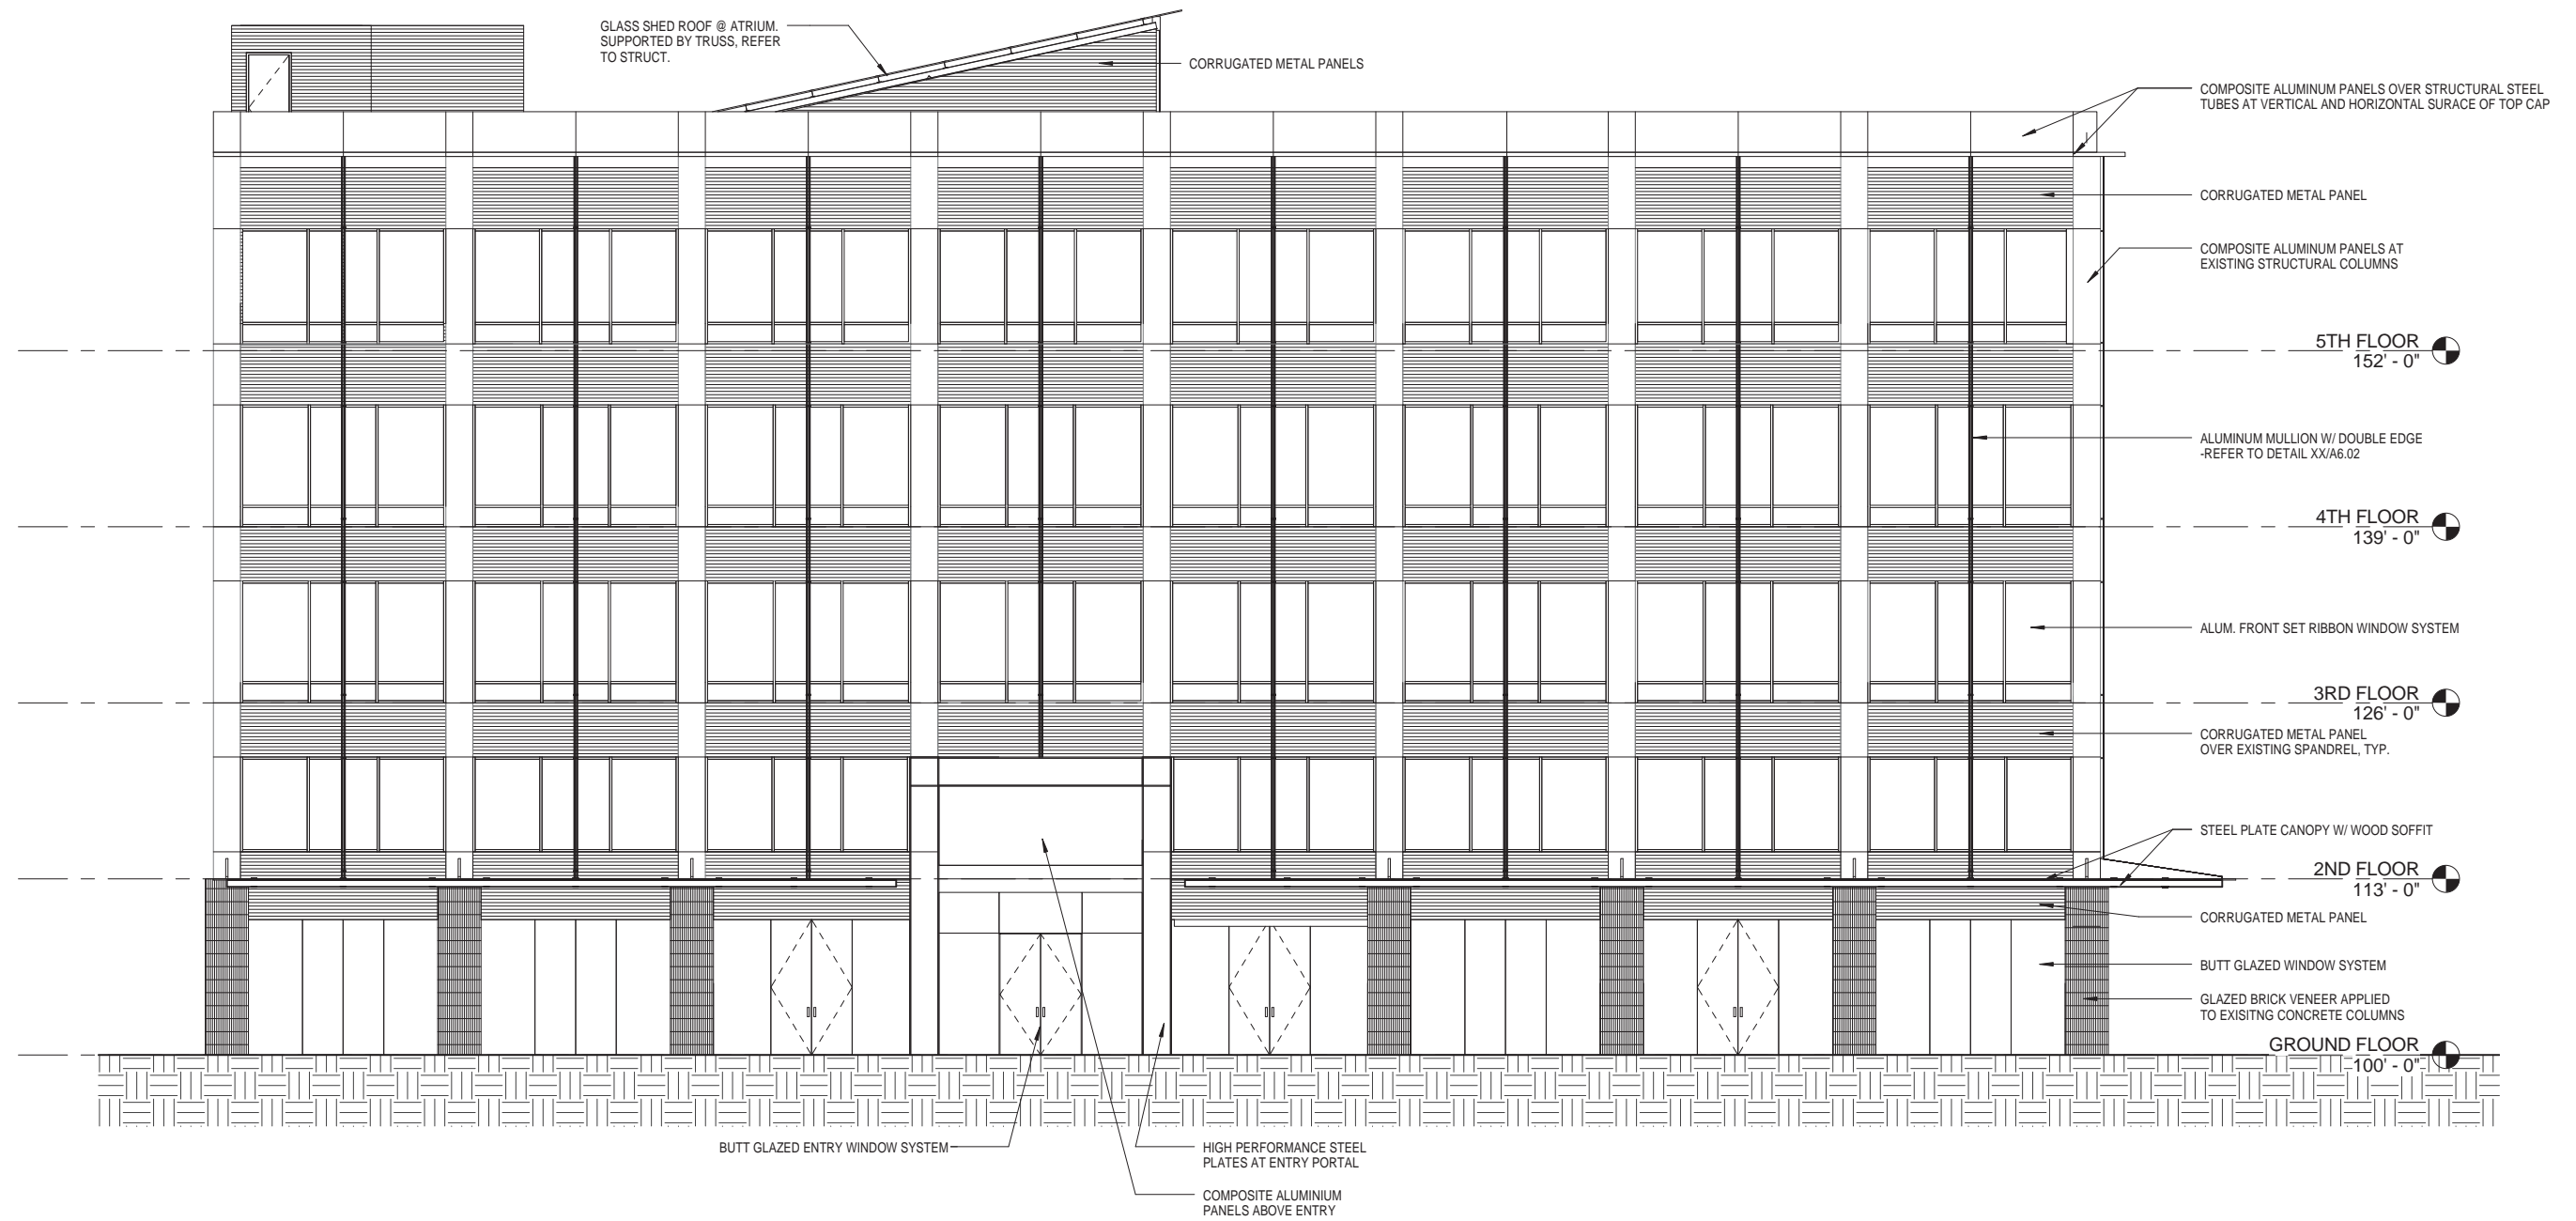 GLASS SHED ROOF @ ATRIUM.
SUPPORTED BY TRUSS, REFER
TO STRUCT.
CORRUGATED METAL PANELS
COMPOSITE ALUMINUM PANELS OVER STRUCTURAL STEEL
TUBES AT VERTICAL AND HORIZONTAL SURACE OF TOP CAP
CORRUGATED METAL PANEL
COMPOSITE ALUMINUM PANELS AT
EXISTING STRUCTURAL COLUMNS
5TH FLOOR
152' - 0"
ALUMINUM MULLION W/ DOUBLE EDGE
-REFER TO DETAIL XX/A6.02
4TH FLOOR
139' - 0"
ALUM. FRONT SET RIBBON WINDOW SYSTEM
3RD FLOOR
126' - 0"
CORRUGATED METAL PANEL
OVER EXISTING SPANDREL, TYP.
STEEL PLATE CANOPY W/ WOOD SOFFIT
2ND FLOOR
113' - 0"
CORRUGATED METAL PANEL
BUTT GLAZED WINDOW SYSTEM
GLAZED BRICK VENEER APPLIED
TO EXISITNG CONCRETE COLUMNS
GROUND FLOOR
100' - 0"
BUTT GLAZED ENTRY WINDOW SYSTEM
HIGH PERFORMANCE STEEL
PLATES AT ENTRY PORTAL
COMPOSITE ALUMINIUM
PANELS ABOVE ENTRY